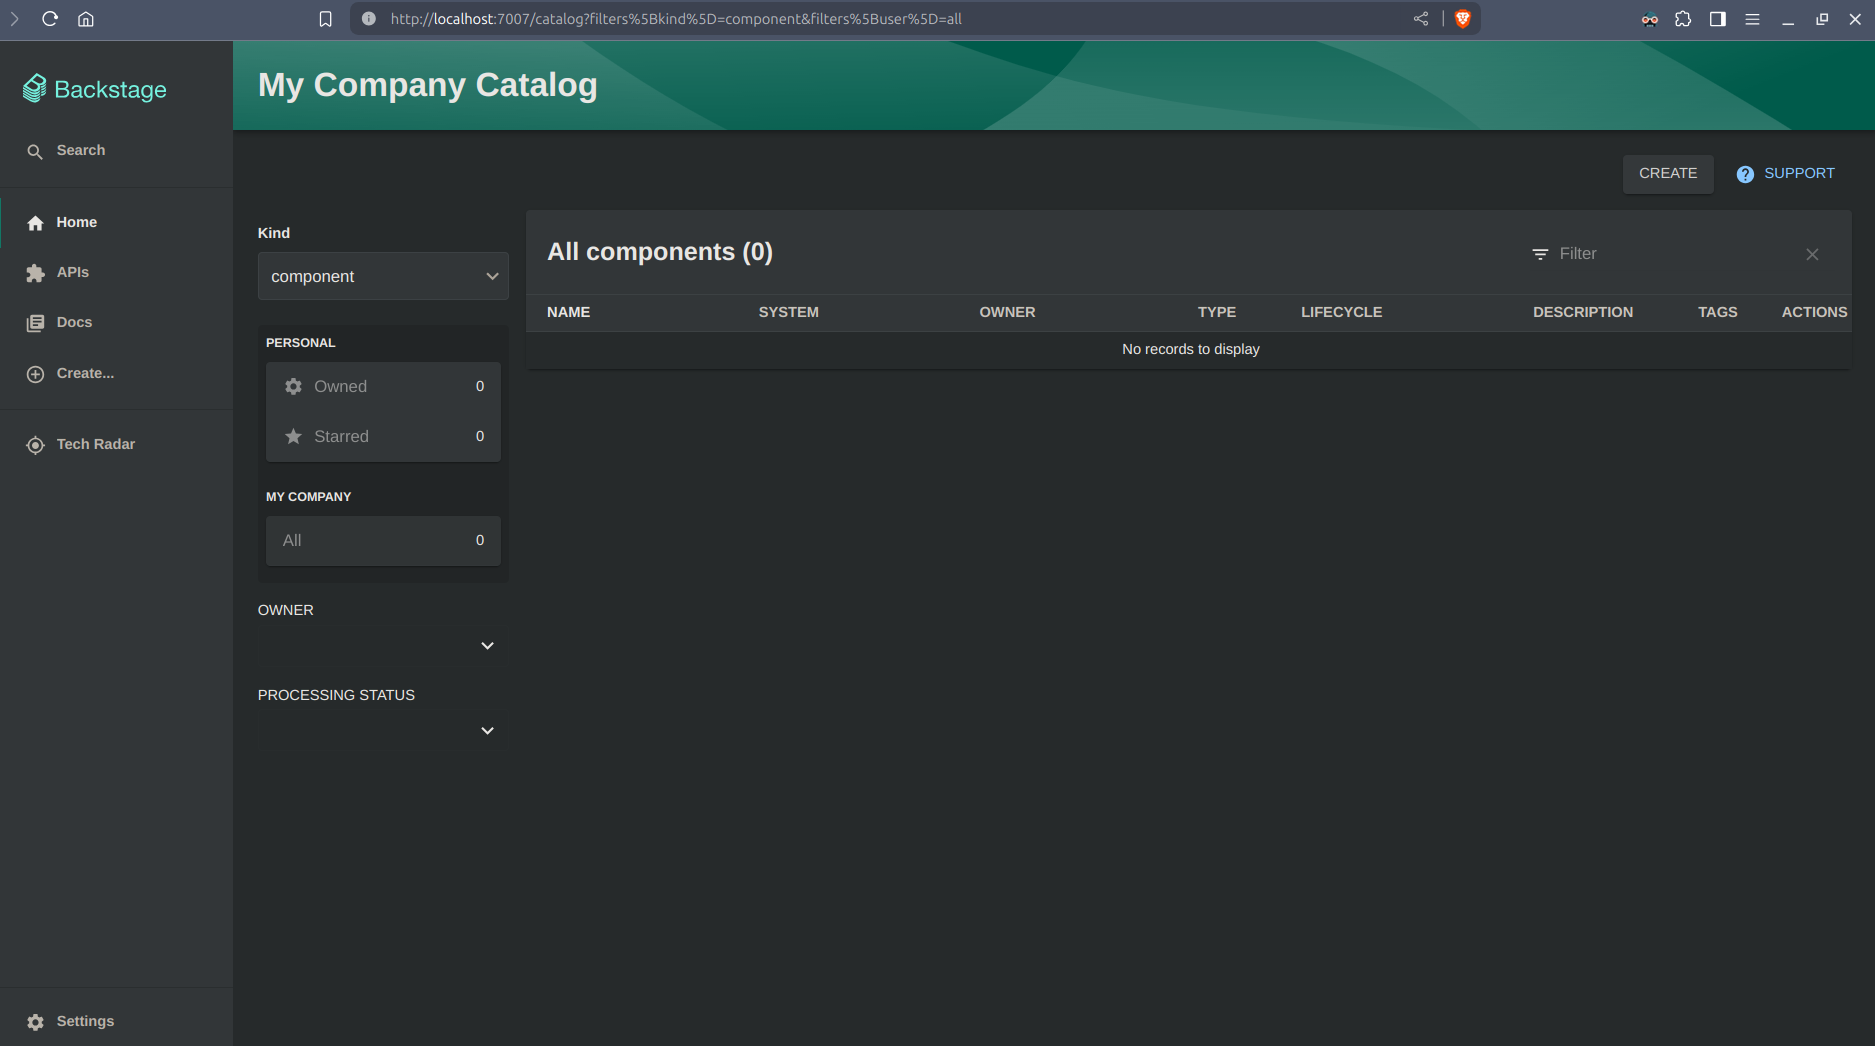 http://localhost:7007/catalog?filters%5Bkind%5D=component&filters%5Buser%5D=all
Backstage
My Company Catalog
Search
Home
APIs
Docs
Create...
Tech Radar
Settings
CREATE
SUPPORT
Kind
component
PERSONAL
Owned 0
Starred 0
MY COMPANY
All 0
OWNER
PROCESSING STATUS
All components (0)
Filter
NAME SYSTEM OWNER TYPE LIFECYCLE DESCRIPTION TAGS ACTIONS
No records to display